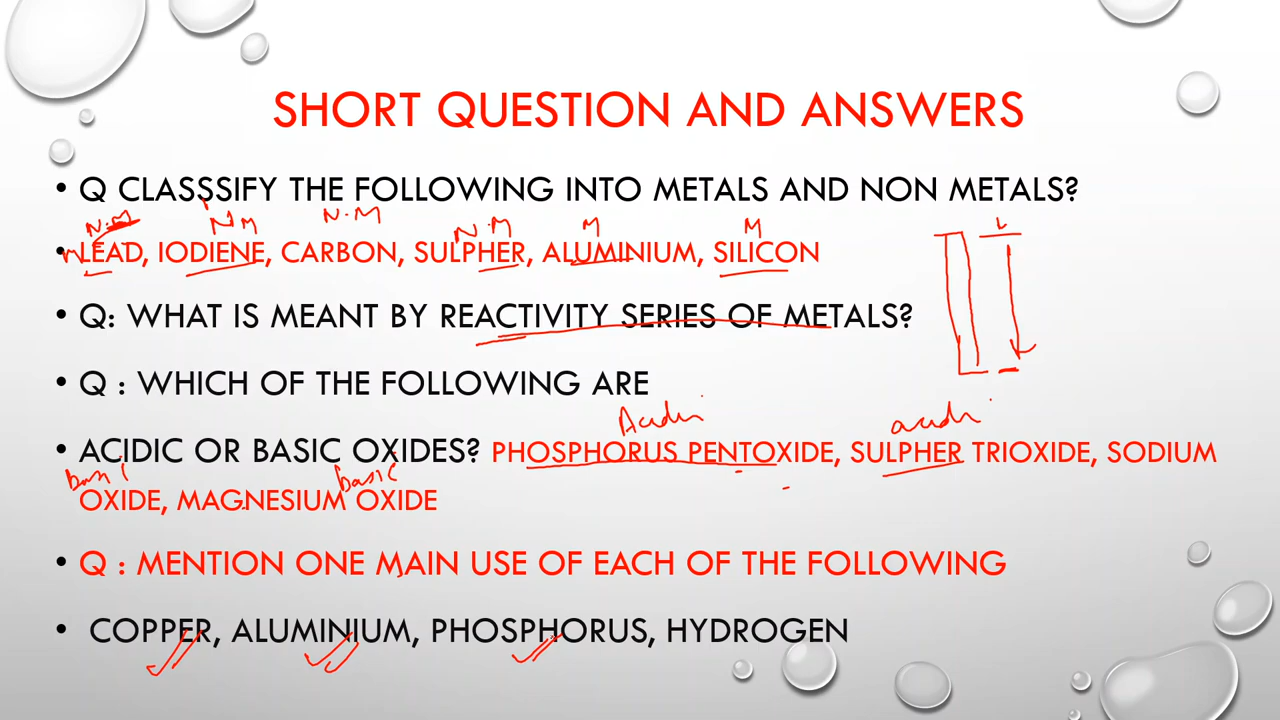 SHORT QUESTION AND ANSWERS
• Q CLASSSIFY THE FOLLOWING INTO METALS AND NON METALS?
N.M NM N.M N.M M M
• M LEAD, IODIENE, CARBON, SULPHER, ALUMINIUM, SILICON
• Q: WHAT IS MEANT BY REACTIVITY SERIES OF METALS?
• Q : WHICH OF THE FOLLOWING ARE
Acidic acidic
• ACIDIC OR BASIC OXIDES? PHOSPHORUS PENTOXIDE, SULPHER TRIOXIDE, SODIUM
basic basic
OXIDE, MAGNESIUM OXIDE
• Q : MENTION ONE MAIN USE OF EACH OF THE FOLLOWING
• COPPER, ALUMINIUM, PHOSPHORUS, HYDROGEN